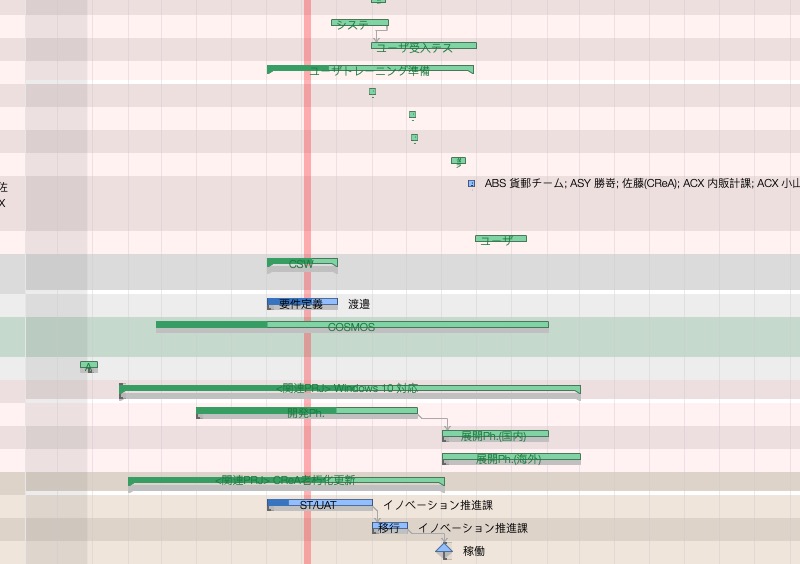 システ
ユーザ受入テス
ユーザトレーニング準備
ABS 貨郵チーム; ASY 勝嵜; 佐藤(CReA); ACX 内販計課; ACX 小山
佐
X
ユーザ
CSW
要件定義 渡邉
COSMOS
A
<関連PRJ> Windows 10 対応
開発Ph.
展開Ph.(国内)
展開Ph.(海外)
<関連PRJ> CReA老朽化更新
ST/UAT イノベーション推進課
移行 イノベーション推進課
稼働